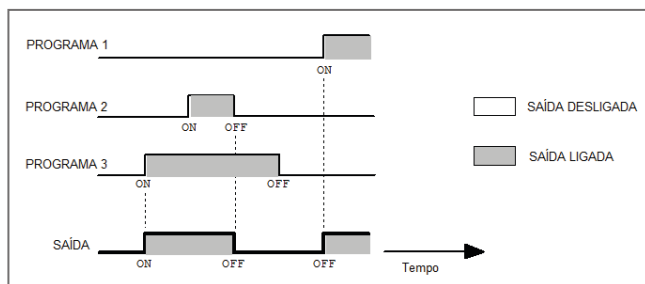 PROGRAMA 1
ON
PROGRAMA 2
ON OFF
SAÍDA DESLIGADA
PROGRAMA 3
ON OFF
SAÍDA LIGADA
SAÍDA
ON OFF OFF
Tempo